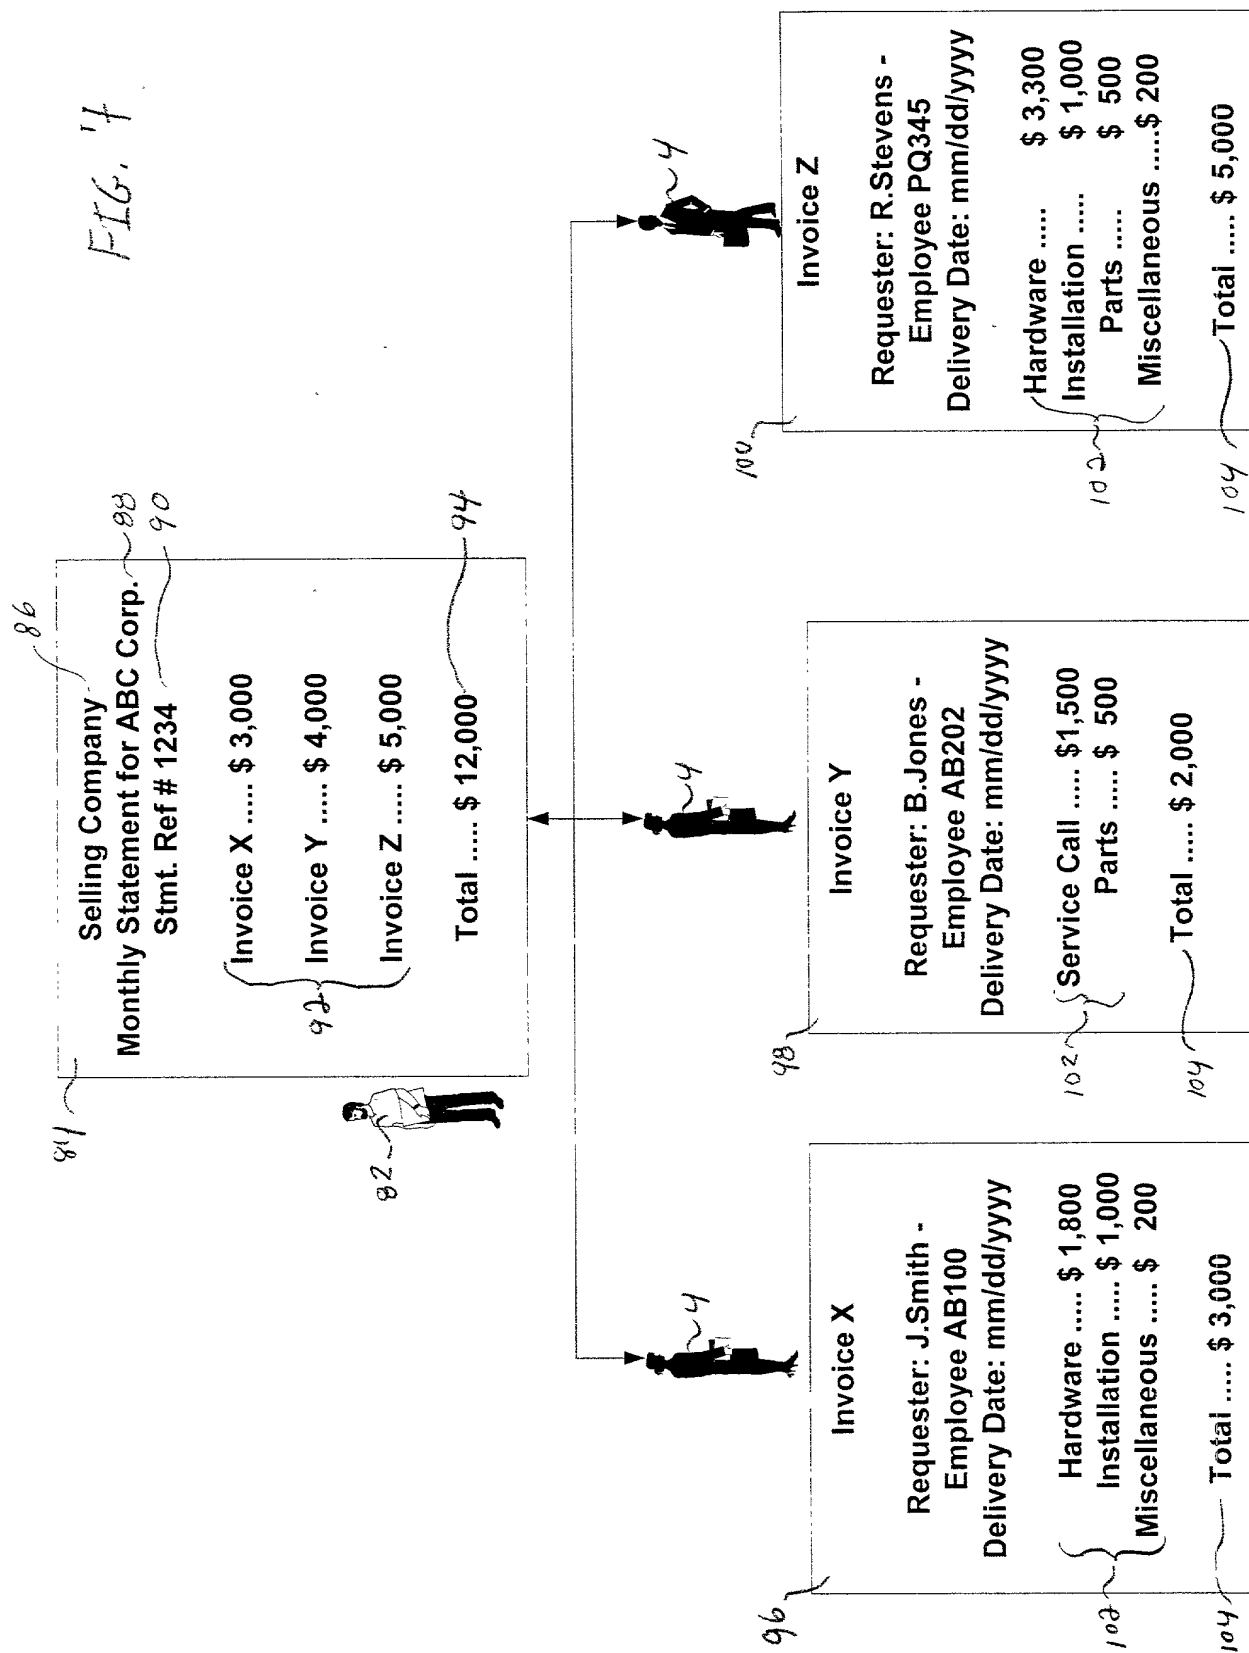 FIG. 4
86
84
Selling Company
Monthly Statement for ABC Corp.
88
Stmt. Ref # 1234
90
Invoice X ..... $ 3,000
Invoice Y ..... $ 4,000
Invoice Z ..... $ 5,000
92
82
Total ..... $ 12,000
94
4
4
4
96
Invoice X
Requester: J.Smith -
Employee AB100
Delivery Date: mm/dd/yyyy
Hardware ..... $ 1,800
Installation ..... $ 1,000
Miscellaneous ..... $ 200
102
Total ..... $ 3,000
104
98
Invoice Y
Requester: B.Jones -
Employee AB202
Delivery Date: mm/dd/yyyy
Service Call ..... $1,500
Parts ..... $ 500
102
Total ..... $ 2,000
104
100
Invoice Z
Requester: R.Stevens -
Employee PQ345
Delivery Date: mm/dd/yyyy
Hardware ..... $ 3,300
Installation ..... $ 1,000
Parts ..... $ 500
Miscellaneous .....$ 200
102
Total ..... $ 5,000
104